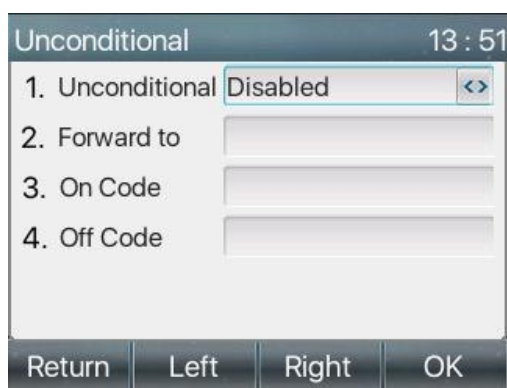 Unconditional 13 : 51
1. Unconditional Disabled <>
2. Forward to
3. On Code
4. Off Code
Return Left Right OK